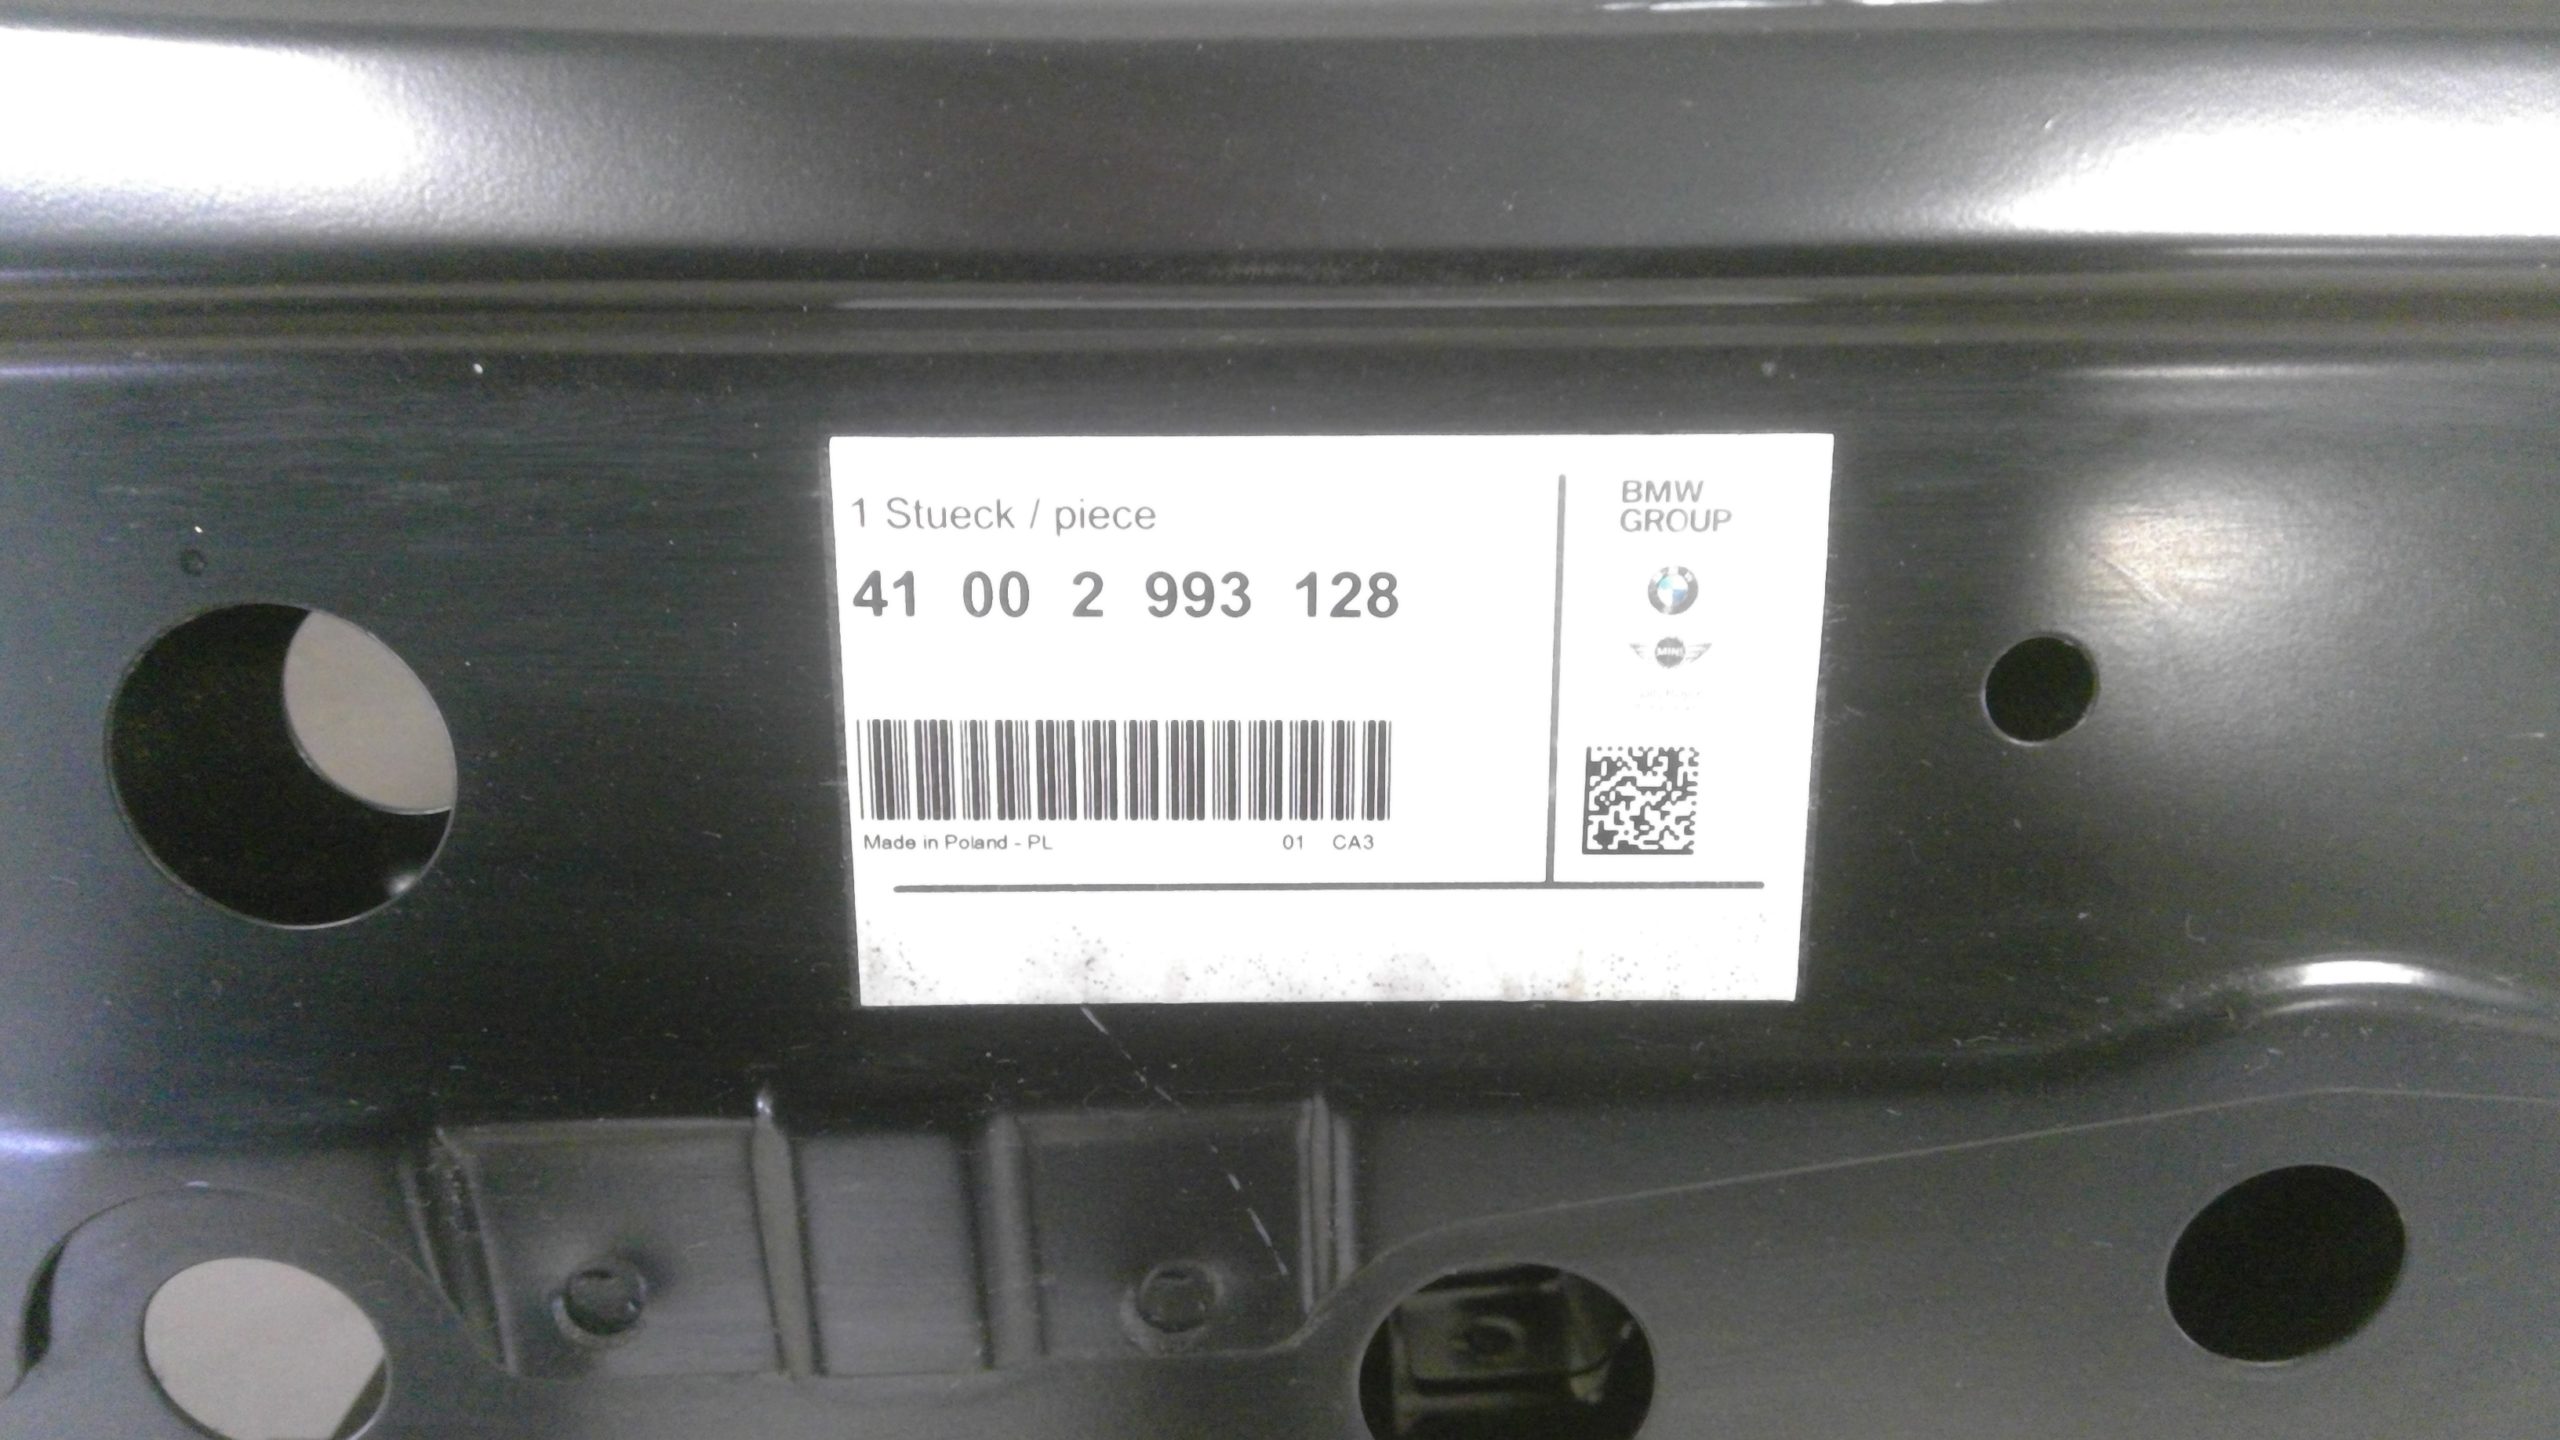 1 Stueck / piece
41 00 2 993 128
Made in Poland - PL
01 CA3
BMW
GROUP
MINI